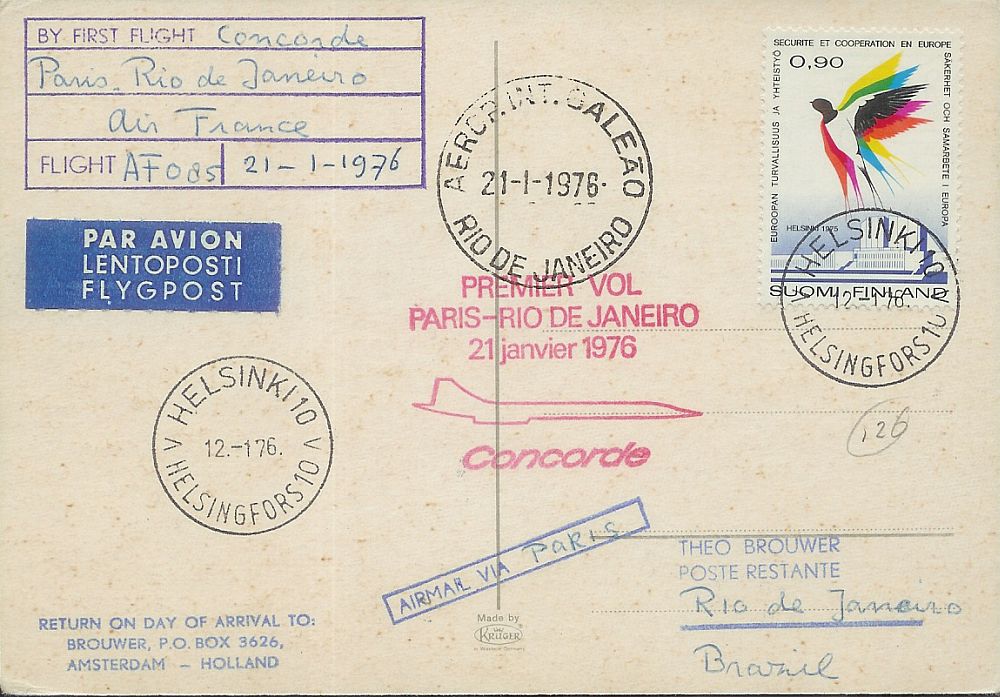 BY FIRST FLIGHT Concorde
Paris-Rio de Janeiro
Air France
FLIGHT AF085 21-1-1976
PAR AVION
LENTOPOSTI
FLYGPOST
AEROP. INT. GALEÃO
21-1-1976
RIO DE JANEIRO
SECURITE ET COOPERATION EN EUROPE
0,90
EUROOPAN TURVALLISUUS JA YHTEISTYÖ
SÄKERHET OCH SAMARBETE I EUROPA
HELSINKI 1975
SUOMI FINLAND
HELSINKI 10
12.-1 76.
HELSINGFORS 10
PREMIER VOL
PARIS-RIO DE JANEIRO
21 janvier 1976
Concorde
HELSINKI 10
12.-1 76.
HELSINGFORS 10
126
AIRMAIL VIA PARIS
THEO BROUWER
POSTE RESTANTE
Rio de Janeiro
Brazil
RETURN ON DAY OF ARRIVAL TO:
BROUWER, P.O. BOX 3626,
AMSTERDAM – HOLLAND
Made by
KRÜGER
in Western Germany